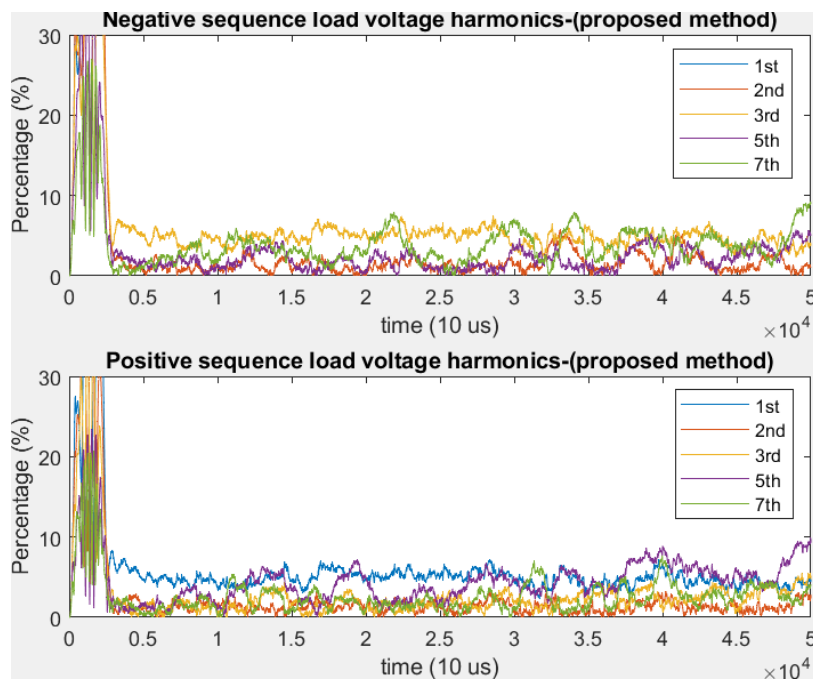 Negative sequence load voltage harmonics-(proposed method)
30
20
10
0
Percentage (%)
1st
2nd
3rd
5th
7th
0 0.5 1 1.5 2 2.5 3 3.5 4 4.5 5
time (10 us)
×10^4
Positive sequence load voltage harmonics-(proposed method)
30
20
10
0
Percentage (%)
1st
2nd
3rd
5th
7th
0 0.5 1 1.5 2 2.5 3 3.5 4 4.5 5
time (10 us)
×10^4